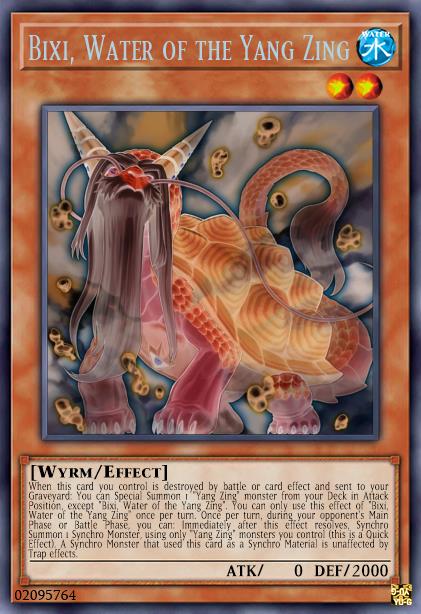 Bixi, Water of the Yang Zing
WATER
水
[Wyrm/Effect]
When this card you control is destroyed by battle or card effect and sent to your
Graveyard: You can Special Summon 1 "Yang Zing" monster from your Deck in Attack
Position, except "Bixi, Water of the Yang Zing". You can only use this effect of "Bixi,
Water of the Yang Zing" once per turn. Once per turn, during your opponent's Main
Phase or Battle Phase, you can: Immediately after this effect resolves, Synchro
Summon 1 Synchro Monster, using only "Yang Zing" monsters you control (this is a Quick
Effect). A Synchro Monster that used this card as a Synchro Material is unaffected by
Trap effects.
ATK/ 0 DEF/2000
02095764